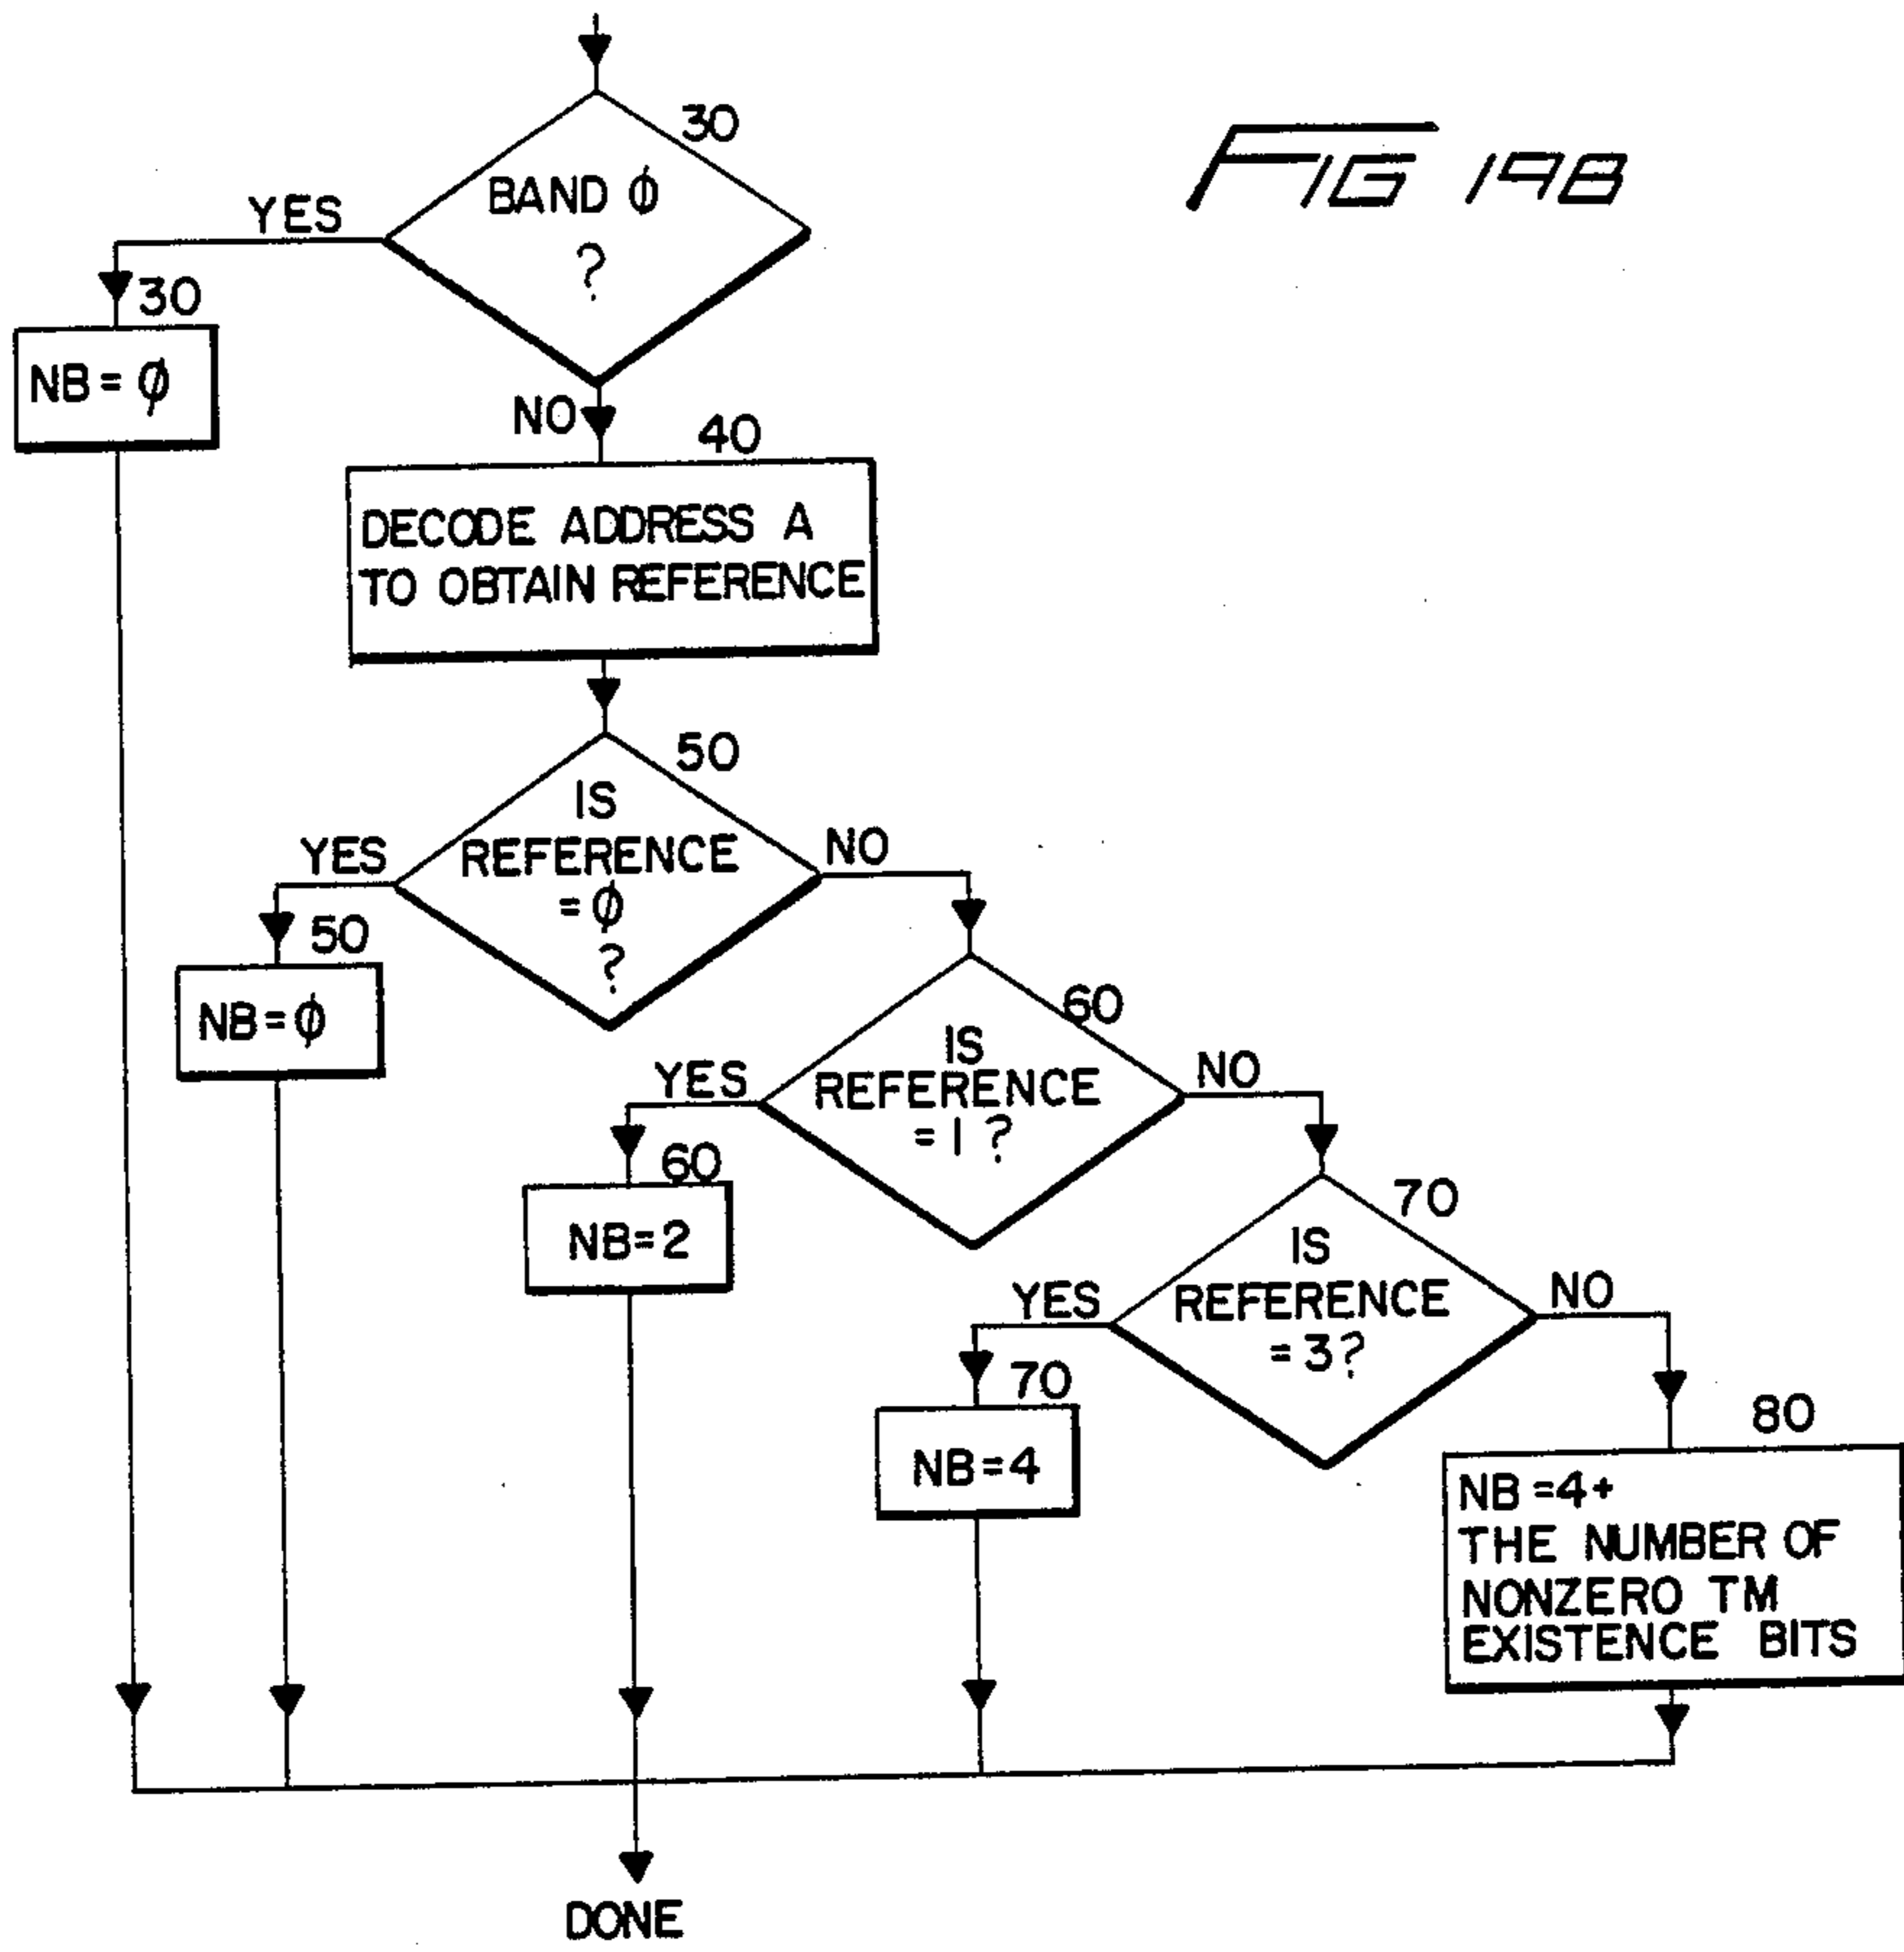 FIG 19B
30
BAND φ
?
YES
30
NB = φ
NO
40
DECODE ADDRESS A
TO OBTAIN REFERENCE
50
IS
REFERENCE
= φ
?
YES
NO
50
NB = φ
60
IS
REFERENCE
= 1 ?
YES
NO
60
NB = 2
70
IS
REFERENCE
= 3 ?
YES
NO
70
NB = 4
80
NB = 4 +
THE NUMBER OF
NONZERO TM
EXISTENCE BITS
DONE